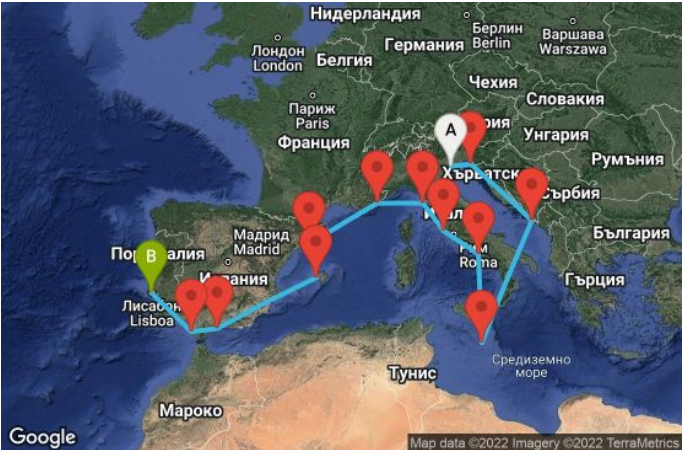 Нидерландия
Берлин
Berlin
Варшава
Warszawa
Лондон
London
Германия
Белгия
Чехия
Париж
Paris
Словакия
Франция
A
рия
Унгария
Хърватск
Румъния
Сърбия
Мадрид
Madrid
B
Испания
Рим
Roma
България
Гърция
Лисабон
Lisboa
Средиземно
море
Тунис
Мароко
Google
Map data ©2022 Imagery ©2022 TerraMetrics